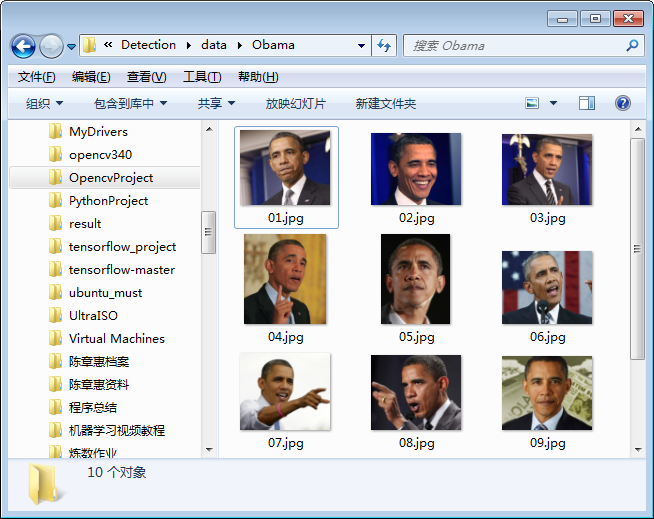 « Detection data Obama 搜索 Obama
文件(F) 编辑(E) 查看(V) 工具(T) 帮助(H)
组织 包含到库中 共享 放映幻灯片 新建文件夹
MyDrivers
opencv340
OpencvProject
PythonProject
result
tensorflow_project
tensorflow-master
ubuntu_must
UltraISO
Virtual Machines
陈章惠档案
陈章惠资料
程序总结
机器学习视频教程
炼数作业
01.jpg 02.jpg 03.jpg
04.jpg 05.jpg 06.jpg
07.jpg 08.jpg 09.jpg
10 个对象